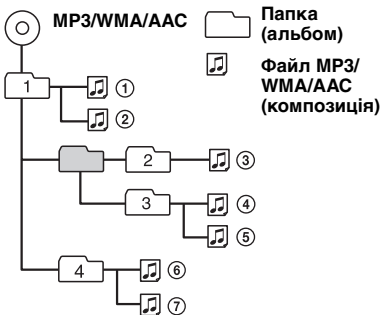 MP3/WMA/AAC
Папка
(альбом)
Файл MP3/
WMA/AAC
(композиція)
1
①
②
2
③
3
④
⑤
4
⑥
⑦